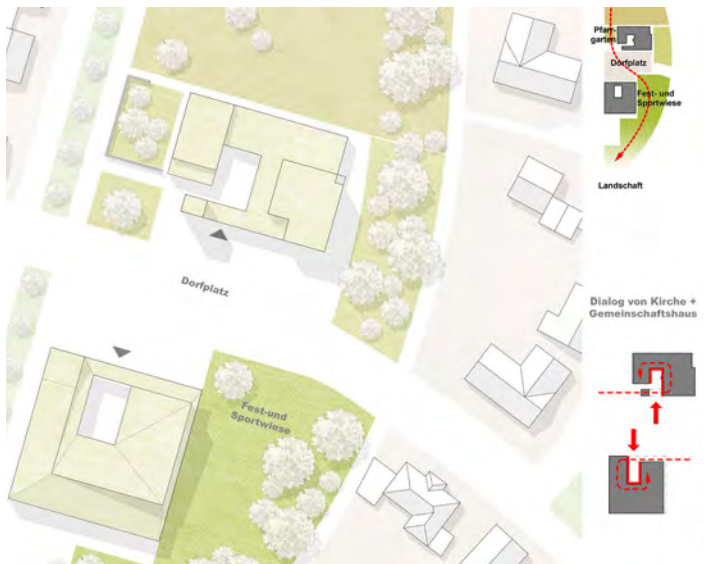 Pfarr-
garten
Dorfplatz
Fest- und
Sportwiese
Landschaft
Dorfplatz
Dialog von Kirche +
Gemeinschaftshaus
Fest-und
Sportwiese